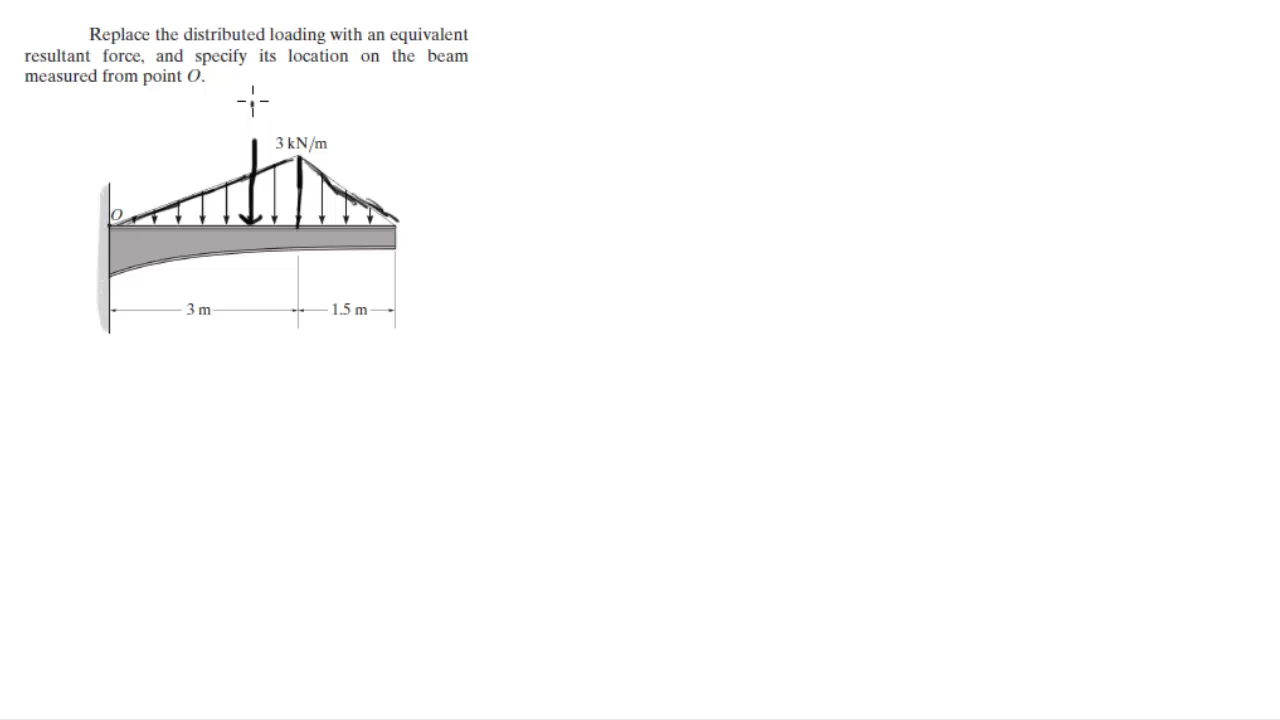 Replace the distributed loading with an equivalent
resultant force, and specify its location on the beam
measured from point O.
3 kN/m
O
3 m
1.5 m